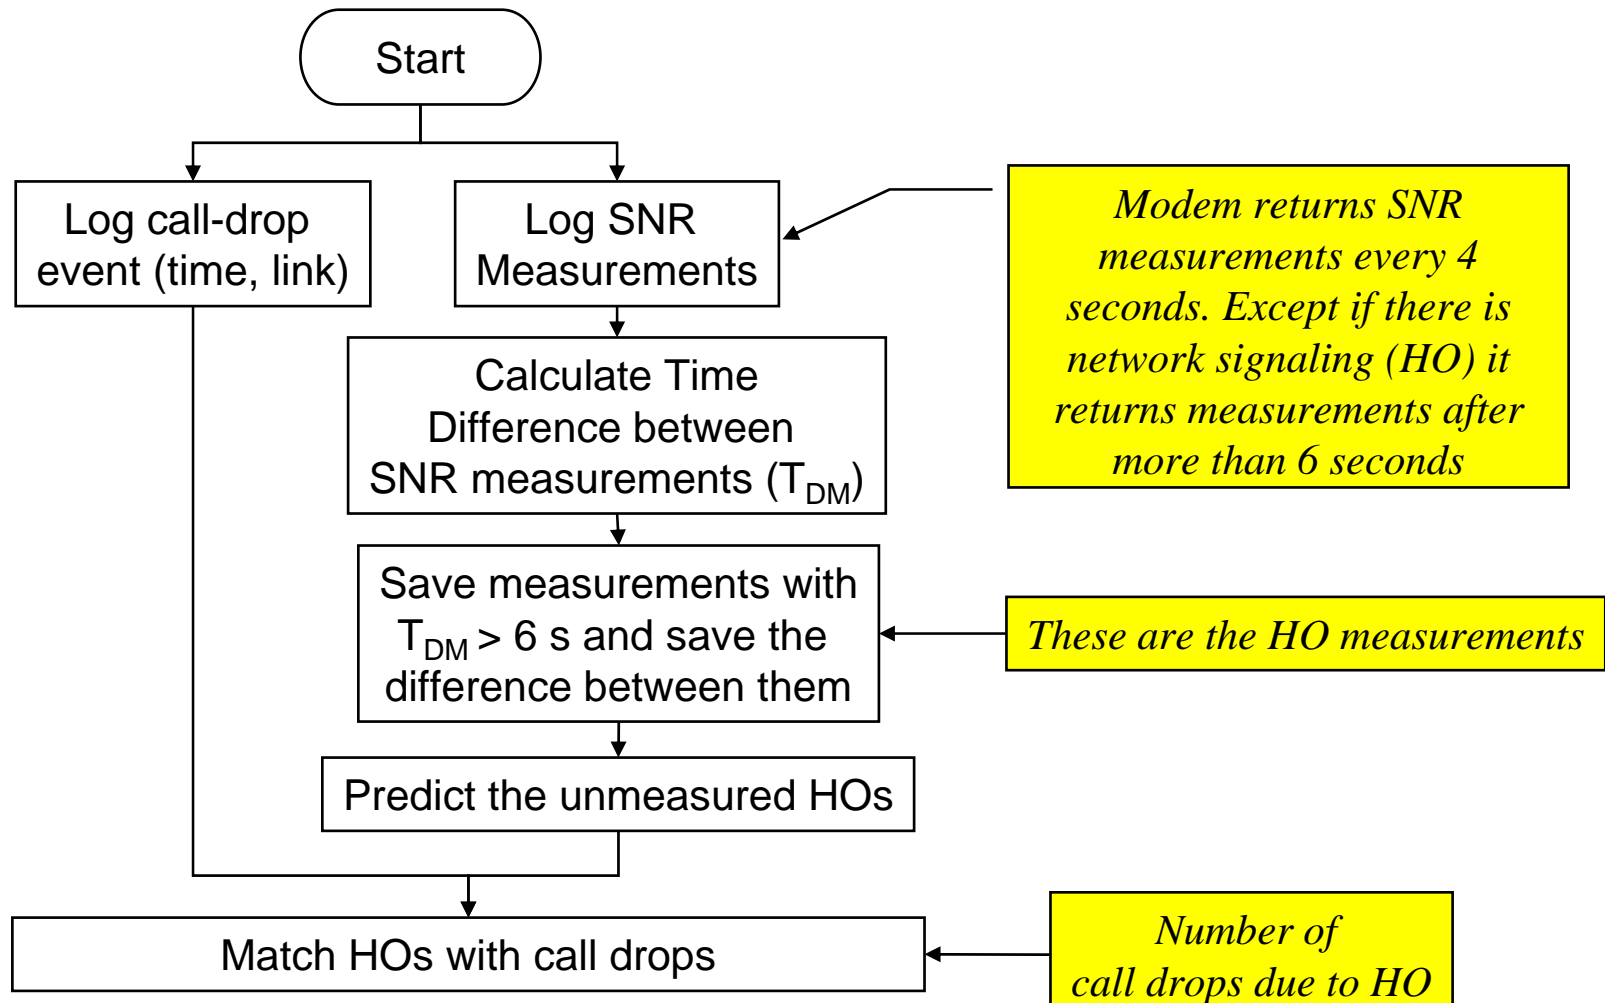 Start
Log call-drop
event (time, link)
Log SNR
Measurements
Modem returns SNR
measurements every 4
seconds. Except if there is
network signaling (HO) it
returns measurements after
more than 6 seconds
Calculate Time
Difference between
SNR measurements (TDM)
Save measurements with
TDM > 6 s and save the
difference between them
These are the HO measurements
Predict the unmeasured HOs
Match HOs with call drops
Number of
call drops due to HO